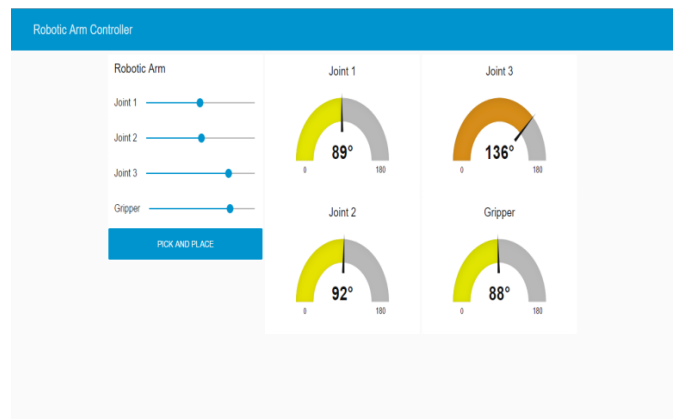 Robotic Arm Controller
Robotic Arm
Joint 1
Joint 2
Joint 3
Gripper
PICK AND PLACE
Joint 1
89°
0 180
Joint 3
136°
0 180
Joint 2
92°
0 180
Gripper
88°
0 180